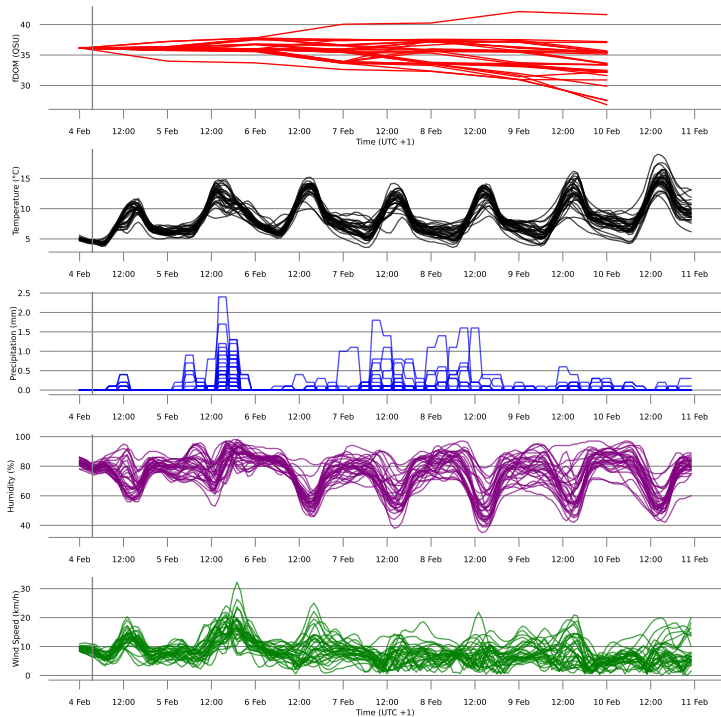 fDOM (QSU)
40
35
30
4 Feb 12:00 5 Feb 12:00 6 Feb 12:00 7 Feb 12:00 8 Feb 12:00 9 Feb 12:00 10 Feb 12:00 11 Feb
Time (UTC +1)
Temperature (°C)
15
10
5
4 Feb 12:00 5 Feb 12:00 6 Feb 12:00 7 Feb 12:00 8 Feb 12:00 9 Feb 12:00 10 Feb 12:00 11 Feb
Precipitation (mm)
2.5
2.0
1.5
1.0
0.5
0.0
4 Feb 12:00 5 Feb 12:00 6 Feb 12:00 7 Feb 12:00 8 Feb 12:00 9 Feb 12:00 10 Feb 12:00 11 Feb
Humidity (%)
100
80
60
40
4 Feb 12:00 5 Feb 12:00 6 Feb 12:00 7 Feb 12:00 8 Feb 12:00 9 Feb 12:00 10 Feb 12:00 11 Feb
Wind Speed (km/h)
30
20
10
0
4 Feb 12:00 5 Feb 12:00 6 Feb 12:00 7 Feb 12:00 8 Feb 12:00 9 Feb 12:00 10 Feb 12:00 11 Feb
Time (UTC +1)